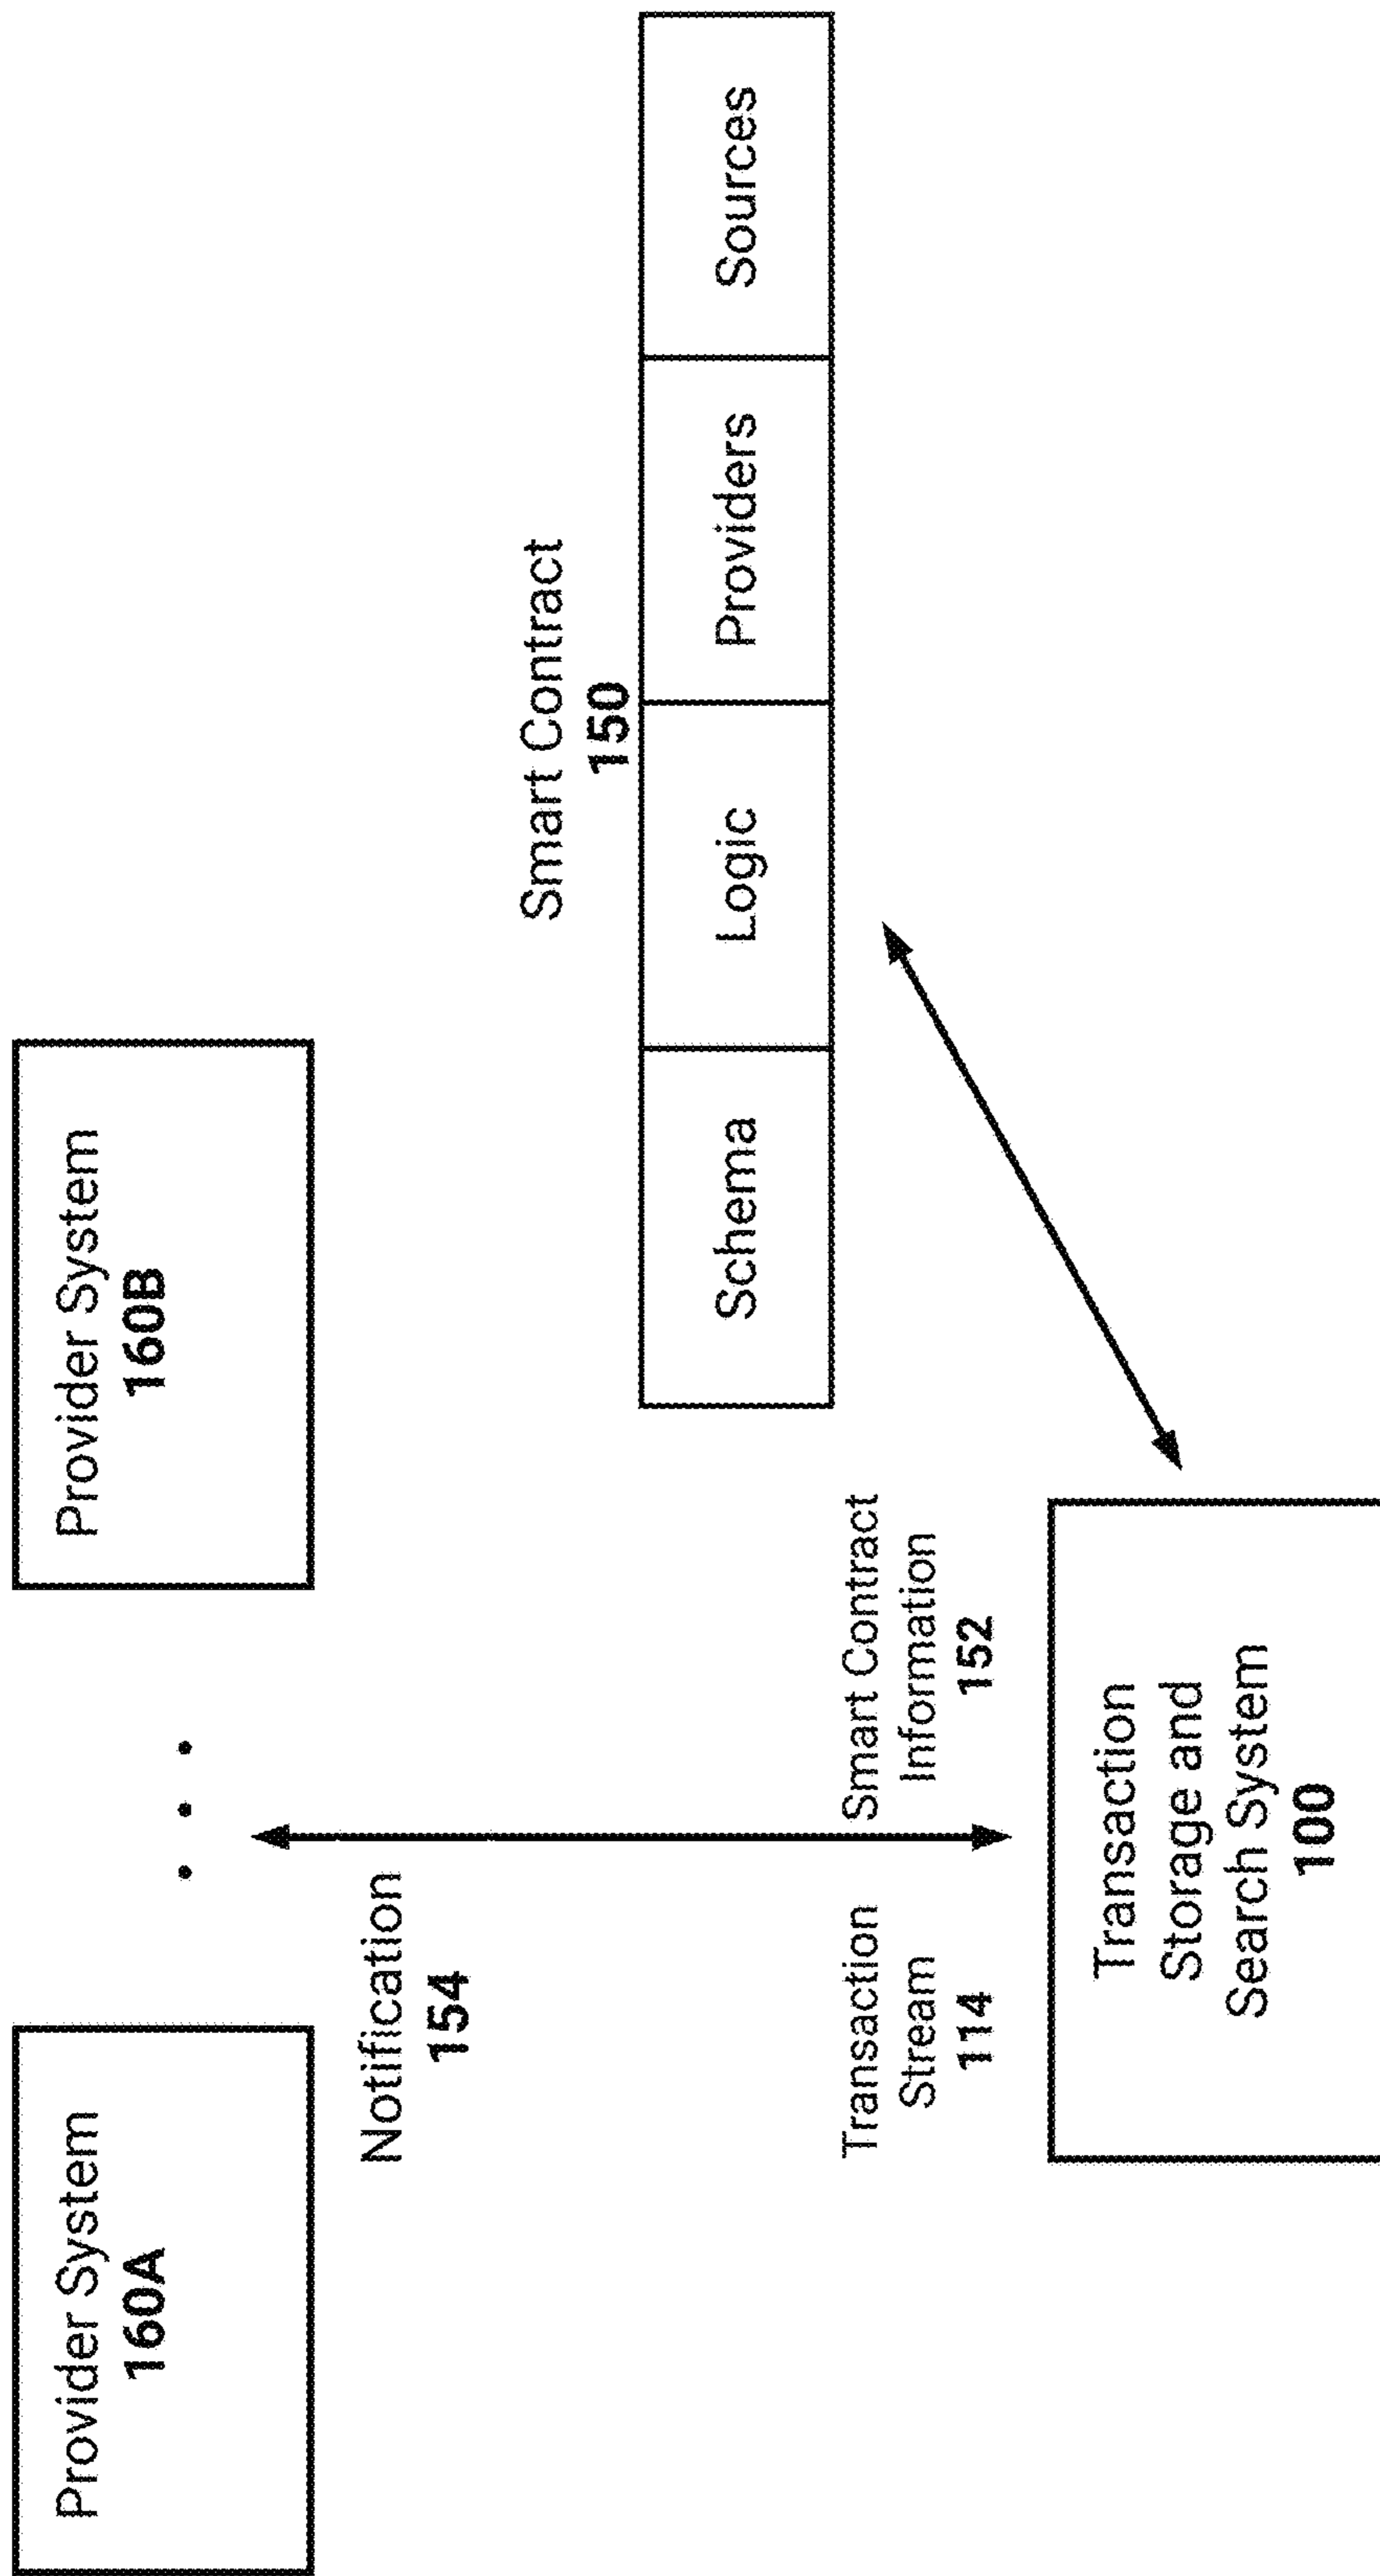 Provider System
160A
Provider System
160B
Notification
154
Smart Contract
150
Schema
Logic
Providers
Sources
Transaction
Stream
114
Smart Contract
Information
152
Transaction
Storage and
Search System
100